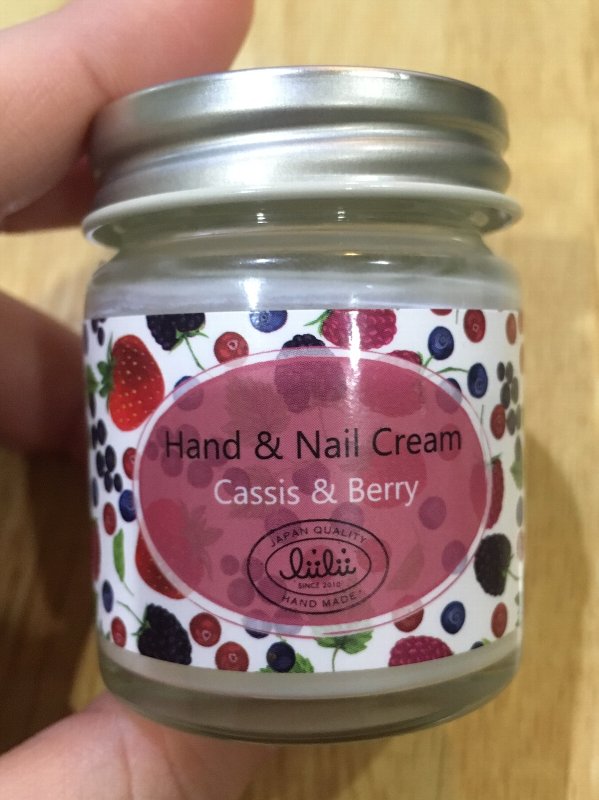 Hand & Nail Cream
Cassis & Berry
JAPAN QUALITY
liilii
SINCE 2010
HAND MADE